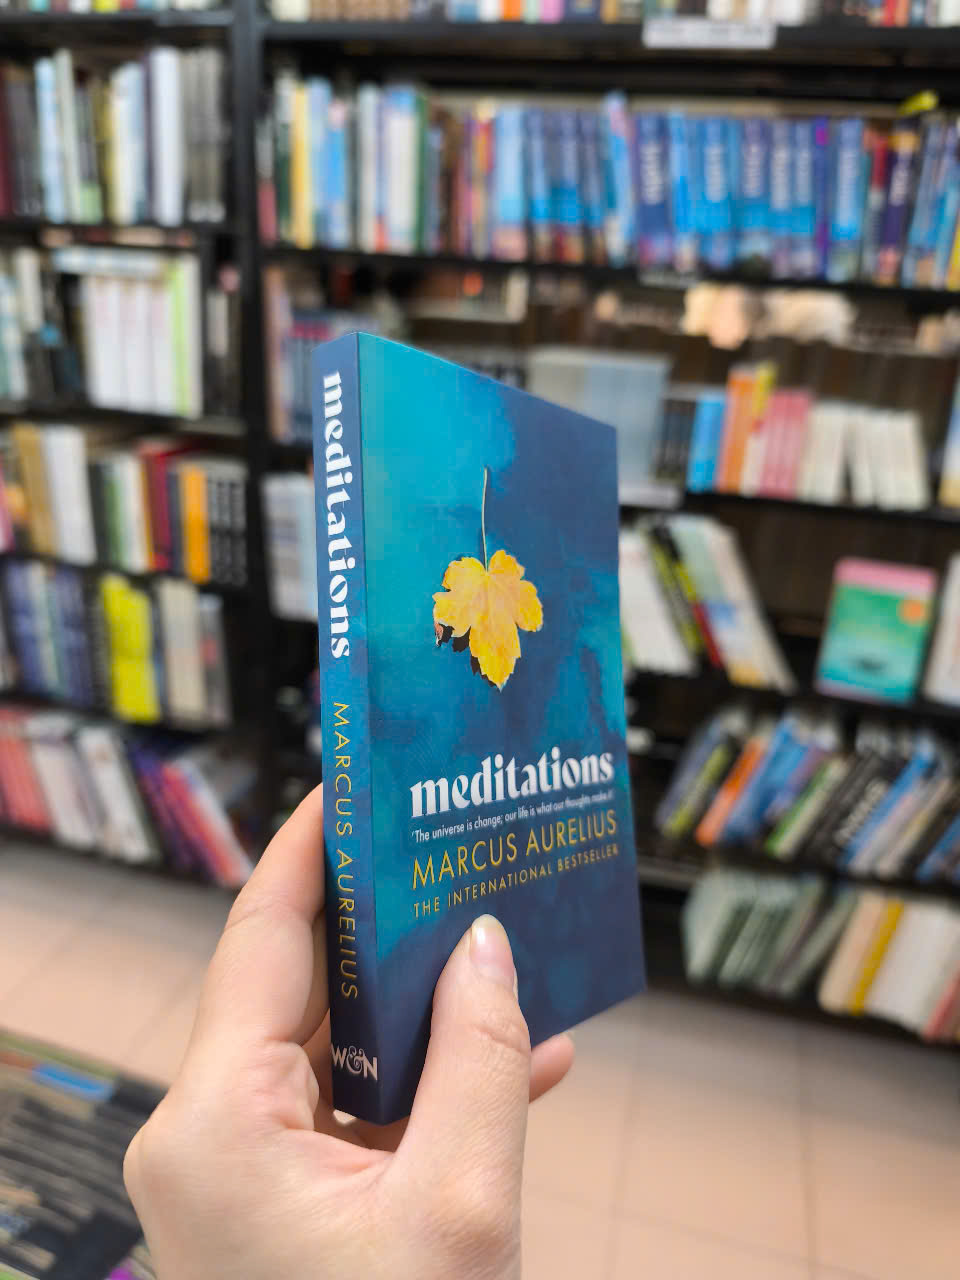 meditations
MARCUS AURELIUS
W&N
meditations
'The universe is change; our life is what our thoughts make it'
MARCUS AURELIUS
THE INTERNATIONAL BESTSELLER